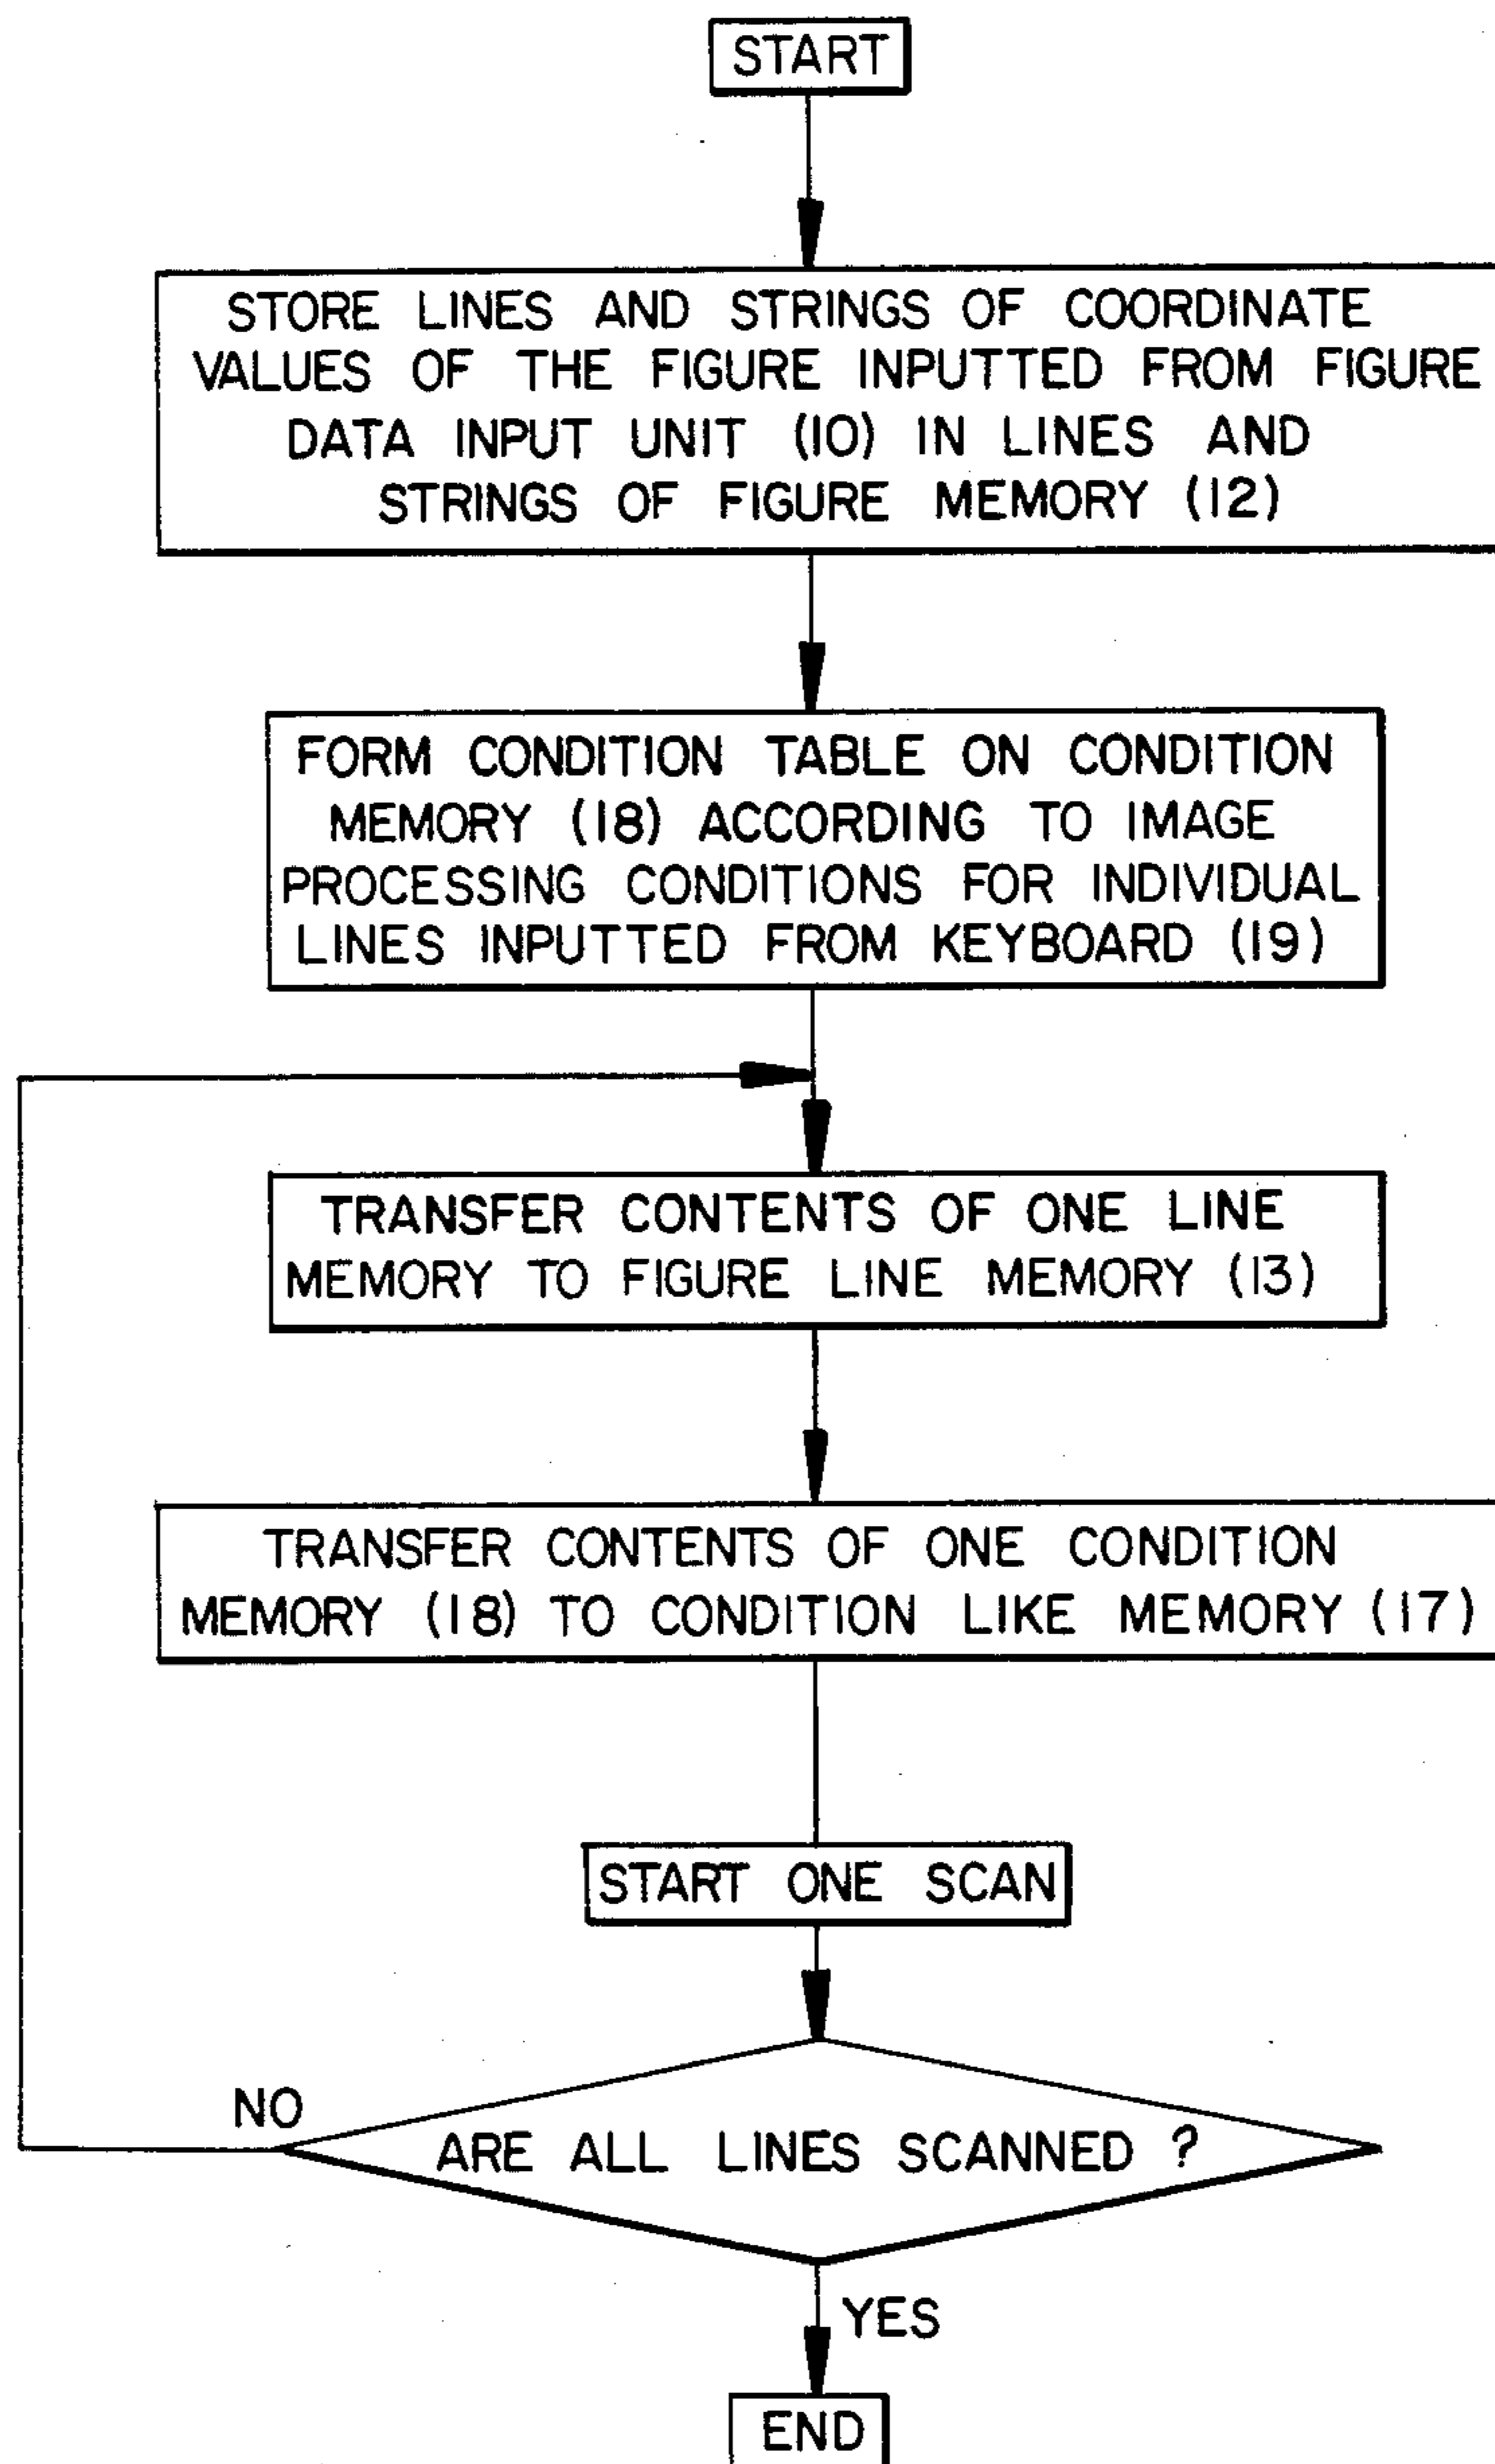 START
STORE LINES AND STRINGS OF COORDINATE
VALUES OF THE FIGURE INPUTTED FROM FIGURE
DATA INPUT UNIT (10) IN LINES AND
STRINGS OF FIGURE MEMORY (12)
FORM CONDITION TABLE ON CONDITION
MEMORY (18) ACCORDING TO IMAGE
PROCESSING CONDITIONS FOR INDIVIDUAL
LINES INPUTTED FROM KEYBOARD (19)
TRANSFER CONTENTS OF ONE LINE
MEMORY TO FIGURE LINE MEMORY (13)
TRANSFER CONTENTS OF ONE CONDITION
MEMORY (18) TO CONDITION LIKE MEMORY (17)
START ONE SCAN
NO
ARE ALL LINES SCANNED ?
YES
END